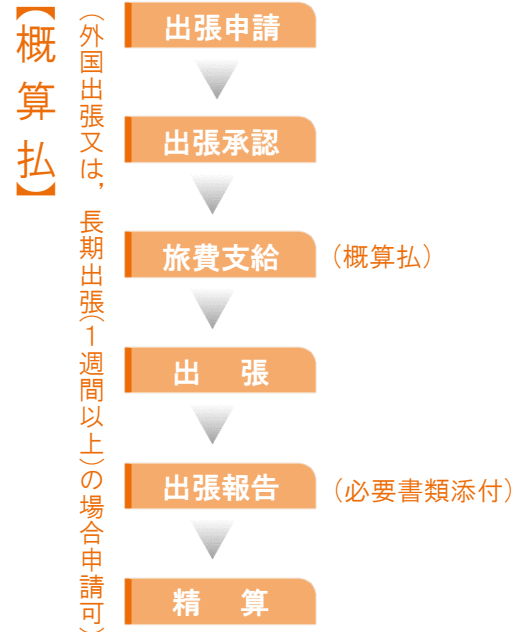 【概算払】
（外国出張又は，長期出張（１週間以上）の場合申請可）
出張申請
出張承認
旅費支給
（概算払）
出　張
出張報告
（必要書類添付）
精　算